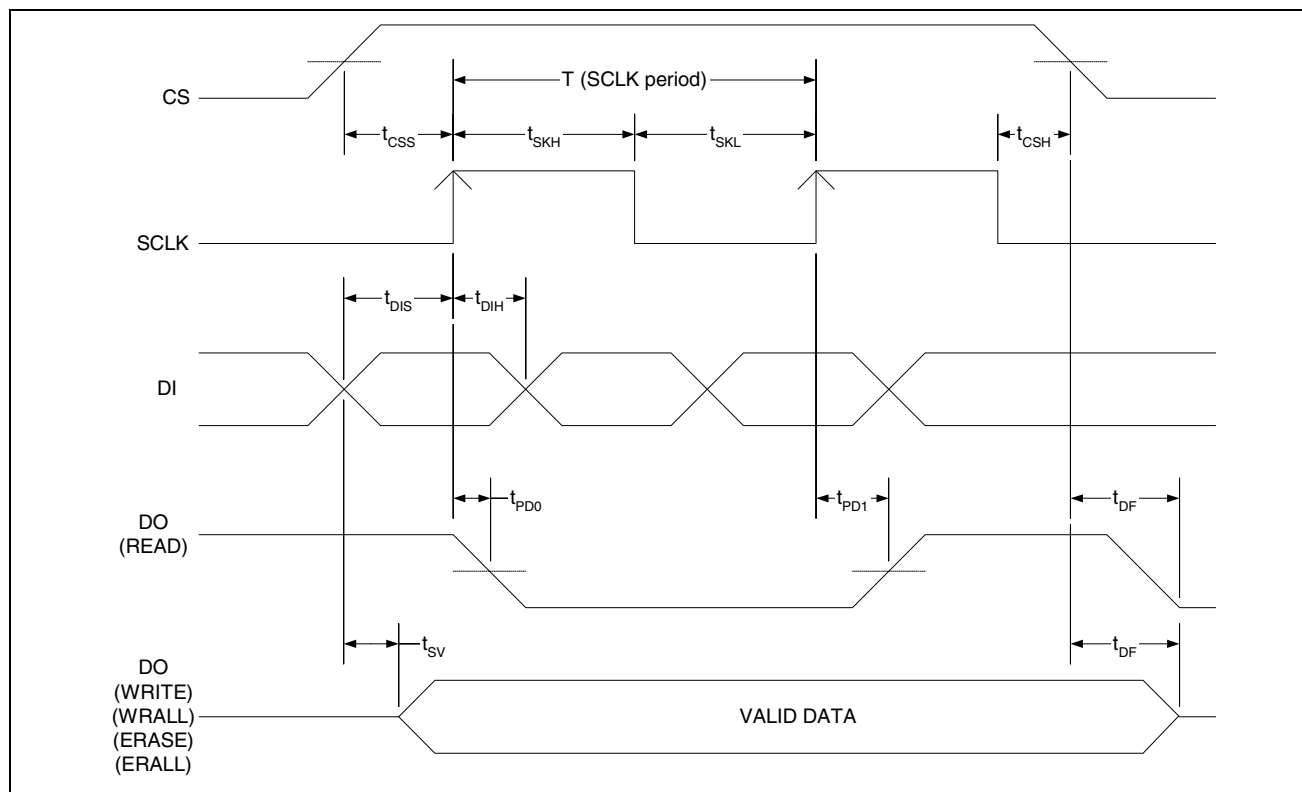 T (SCLK period)
CS
tCSS
tSKH
tSKL
tCSH
SCLK
tDIS
tDIH
DI
tPD0
tPD1
tDF
DO
(READ)
tSV
tDF
DO
(WRITE)
(WRALL)
VALID DATA
(ERASE)
(ERALL)